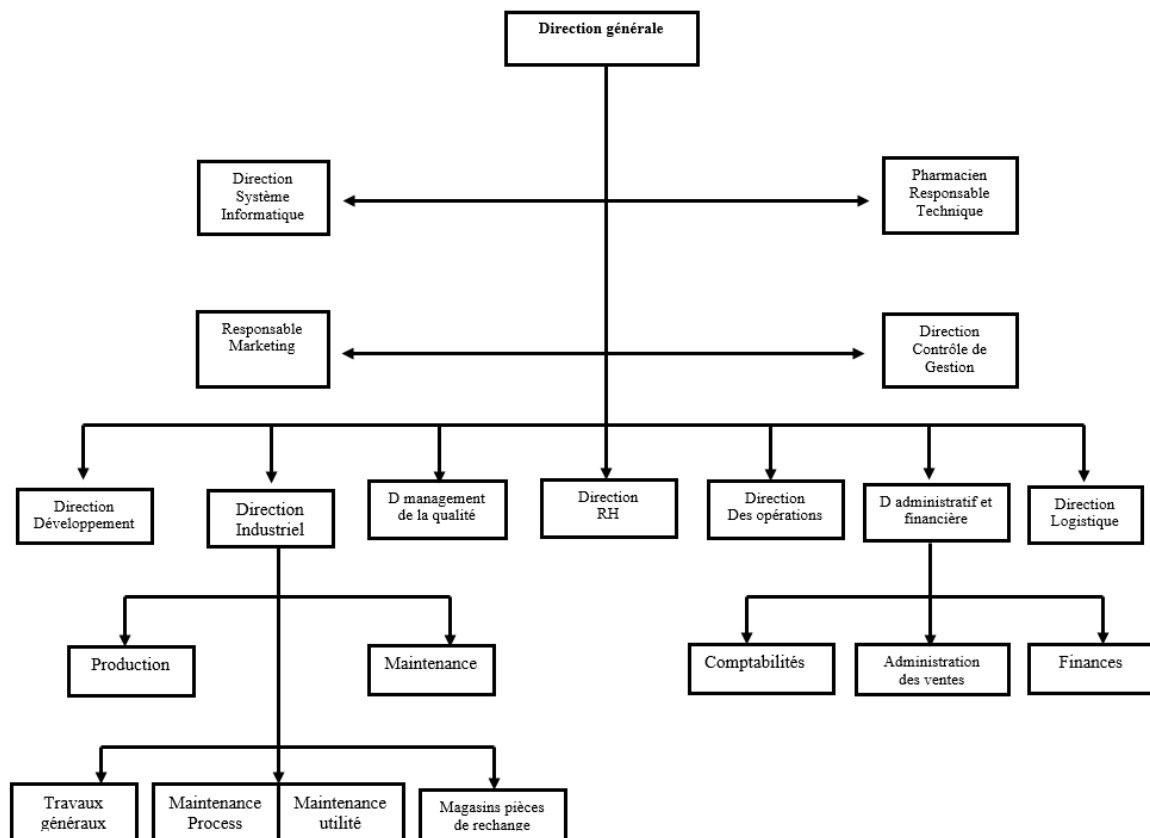 Direction générale
Direction
Système
Informatique
Pharmacien
Responsable
Technique
Responsable
Marketing
Direction
Contrôle de
Gestion
Direction
Développement
Direction
Industriel
D management
de la qualité
Direction
RH
Direction
Des opérations
D administratif et
financière
Direction
Logistique
Production
Maintenance
Comptabilités
Administration
des ventes
Finances
Travaux
généraux
Maintenance
Process
Maintenance
utilité
Magasins pièces
de rechange